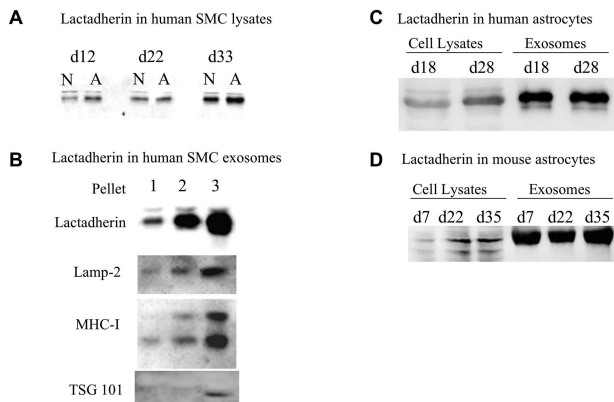 A Lactadherin in human SMC lysates
d12 d22 d33
N A N A N A
B Lactadherin in human SMC exosomes
Pellet 1 2 3
Lactadherin
Lamp-2
MHC-I
TSG 101
C Lactadherin in human astrocytes
Cell Lysates Exosomes
d18 d28 d18 d28
D Lactadherin in mouse astrocytes
Cell Lysates Exosomes
d7 d22 d35 d7 d22 d35